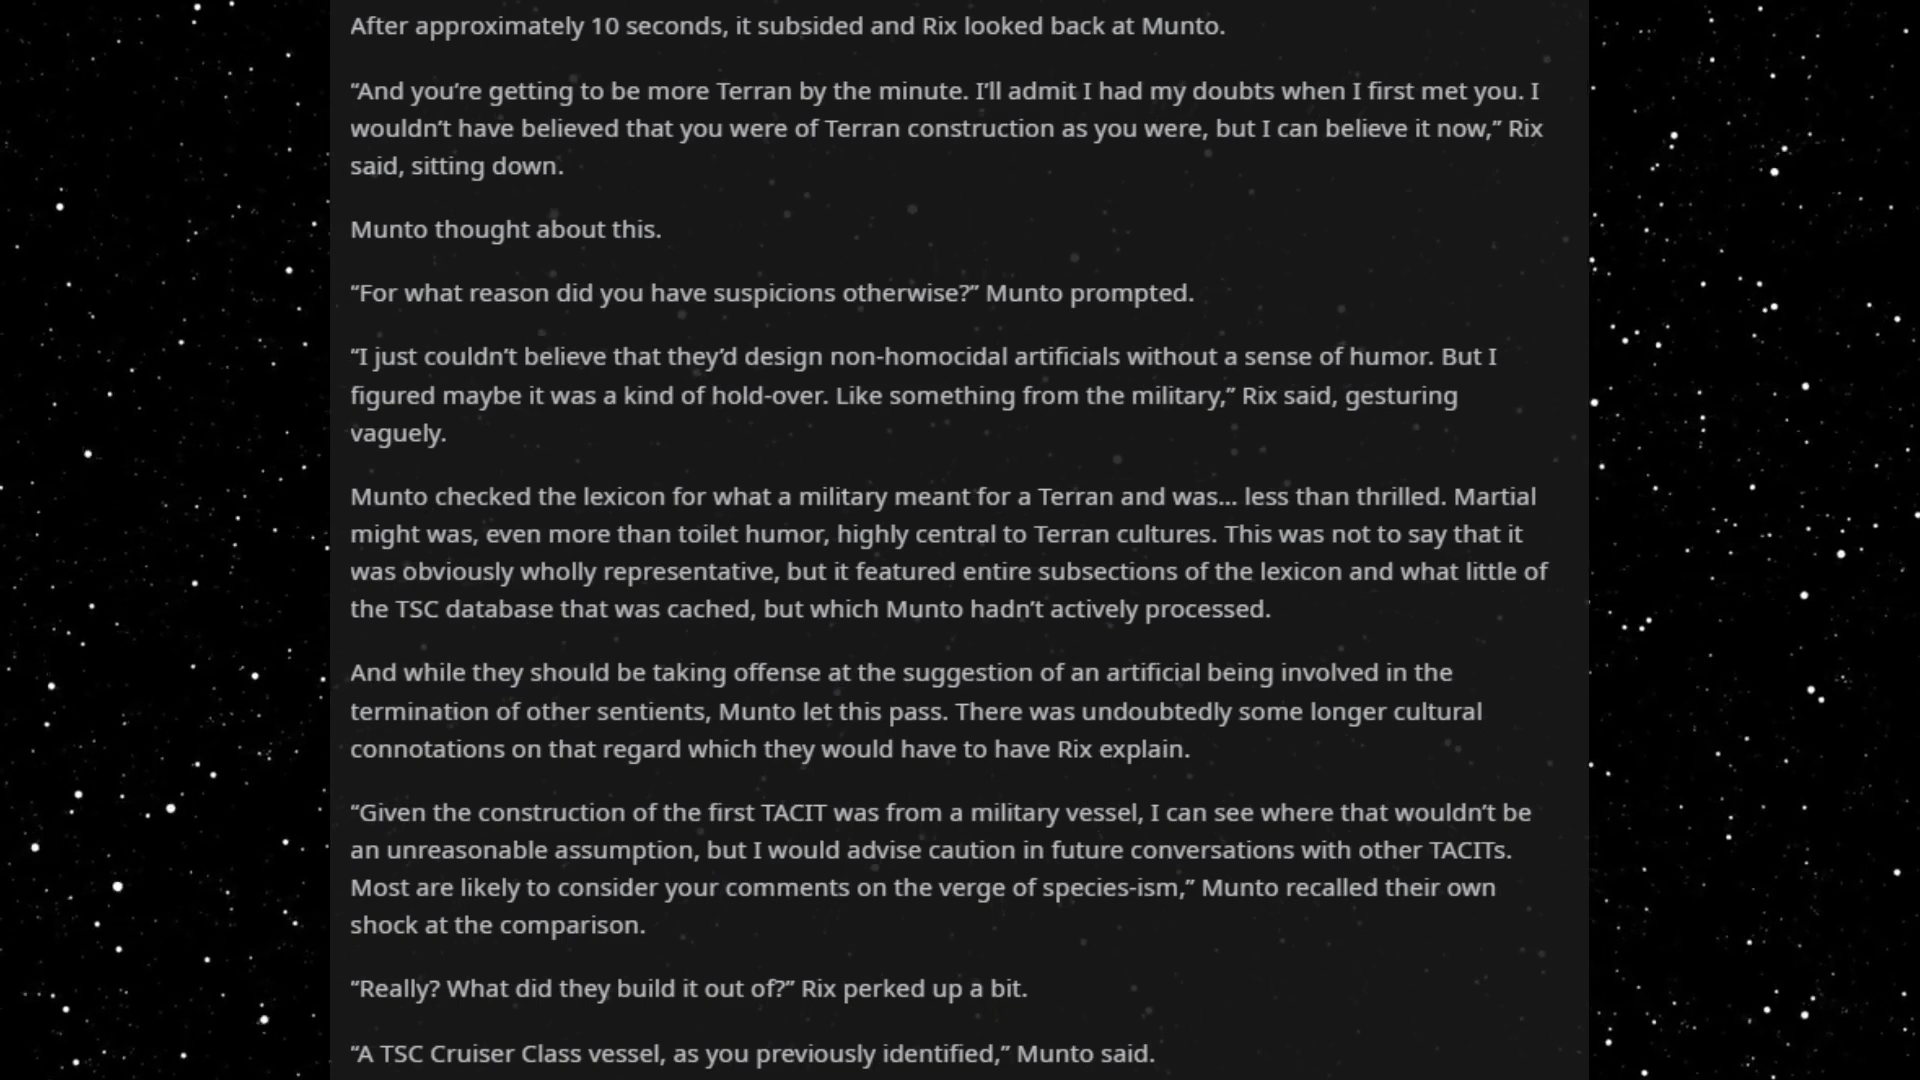 After approximately 10 seconds, it subsided and Rix looked back at Munto.
“And you’re getting to be more Terran by the minute. I’ll admit I had my doubts when I first met you. I
wouldn’t have believed that you were of Terran construction as you were, but I can believe it now,” Rix
said, sitting down.
Munto thought about this.
“For what reason did you have suspicions otherwise?” Munto prompted.
“I just couldn’t believe that they’d design non-homocidal artificials without a sense of humor. But I
figured maybe it was a kind of hold-over. Like something from the military,” Rix said, gesturing
vaguely.
Munto checked the lexicon for what a military meant for a Terran and was... less than thrilled. Martial
might was, even more than toilet humor, highly central to Terran cultures. This was not to say that it
was obviously wholly representative, but it featured entire subsections of the lexicon and what little of
the TSC database that was cached, but which Munto hadn’t actively processed.
And while they should be taking offense at the suggestion of an artificial being involved in the
termination of other sentients, Munto let this pass. There was undoubtedly some longer cultural
connotations on that regard which they would have to have Rix explain.
“Given the construction of the first TACIT was from a military vessel, I can see where that wouldn’t be
an unreasonable assumption, but I would advise caution in future conversations with other TACITs.
Most are likely to consider your comments on the verge of species-ism,” Munto recalled their own
shock at the comparison.
“Really? What did they build it out of?” Rix perked up a bit.
“A TSC Cruiser Class vessel, as you previously identified,” Munto said.